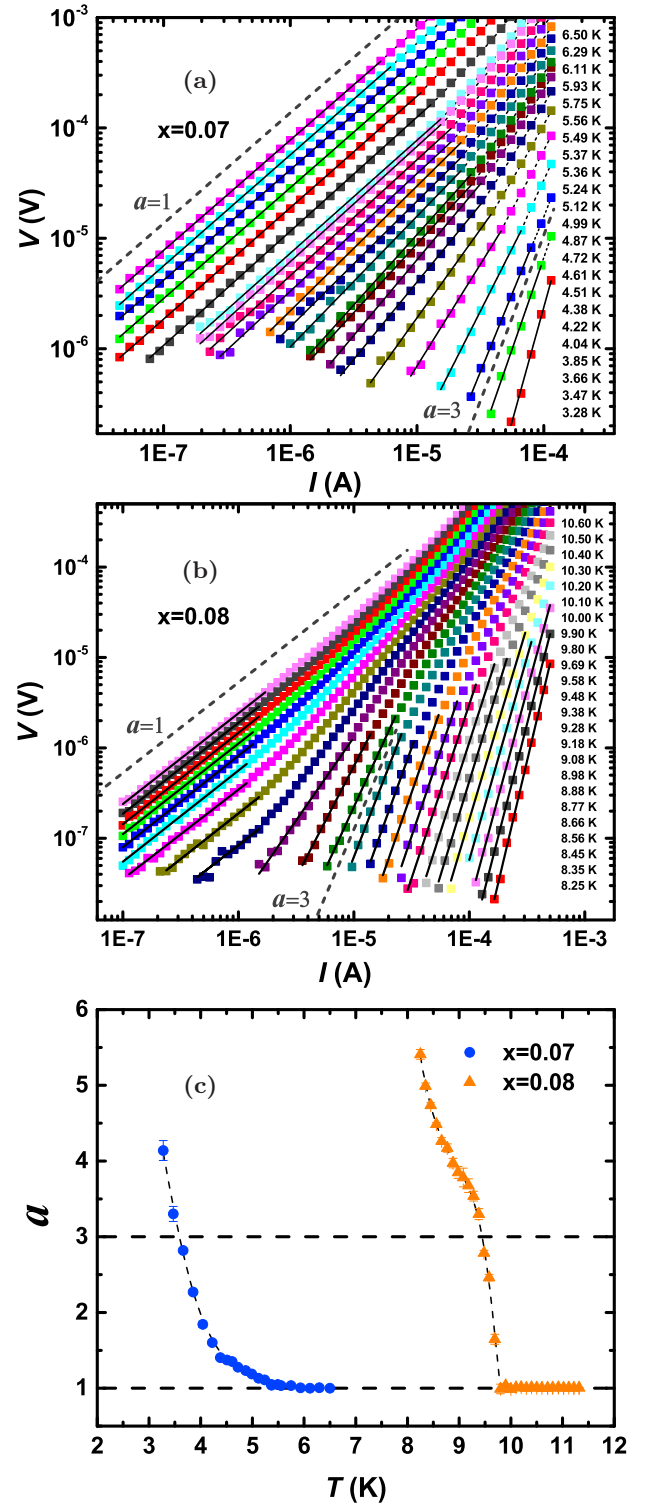 1E-3
1E-4
1E-5
1E-6
V (V)
(a)
x=0.07
a=1
a=3
6.50 K
6.29 K
6.11 K
5.93 K
5.75 K
5.56 K
5.49 K
5.37 K
5.36 K
5.24 K
5.12 K
4.99 K
4.87 K
4.72 K
4.61 K
4.51 K
4.38 K
4.22 K
4.04 K
3.85 K
3.66 K
3.47 K
3.28 K
1E-7 1E-6 1E-5 1E-4
I (A)
10⁻³
10⁻⁴
10⁻⁵
10⁻⁶
10⁻⁴
10⁻⁵
10⁻⁶
10⁻⁷
V (V)
(b)
x=0.08
a=1
a=3
10.60 K
10.50 K
10.40 K
10.30 K
10.20 K
10.10 K
10.00 K
9.90 K
9.80 K
9.69 K
9.58 K
9.48 K
9.38 K
9.28 K
9.18 K
9.08 K
8.98 K
8.88 K
8.77 K
8.66 K
8.56 K
8.45 K
8.35 K
8.25 K
1E-7 1E-6 1E-5 1E-4 1E-3
I (A)
6
5
4
3
2
1
a
(c)
x=0.07
x=0.08
2 3 4 5 6 7 8 9 10 11 12
T (K)